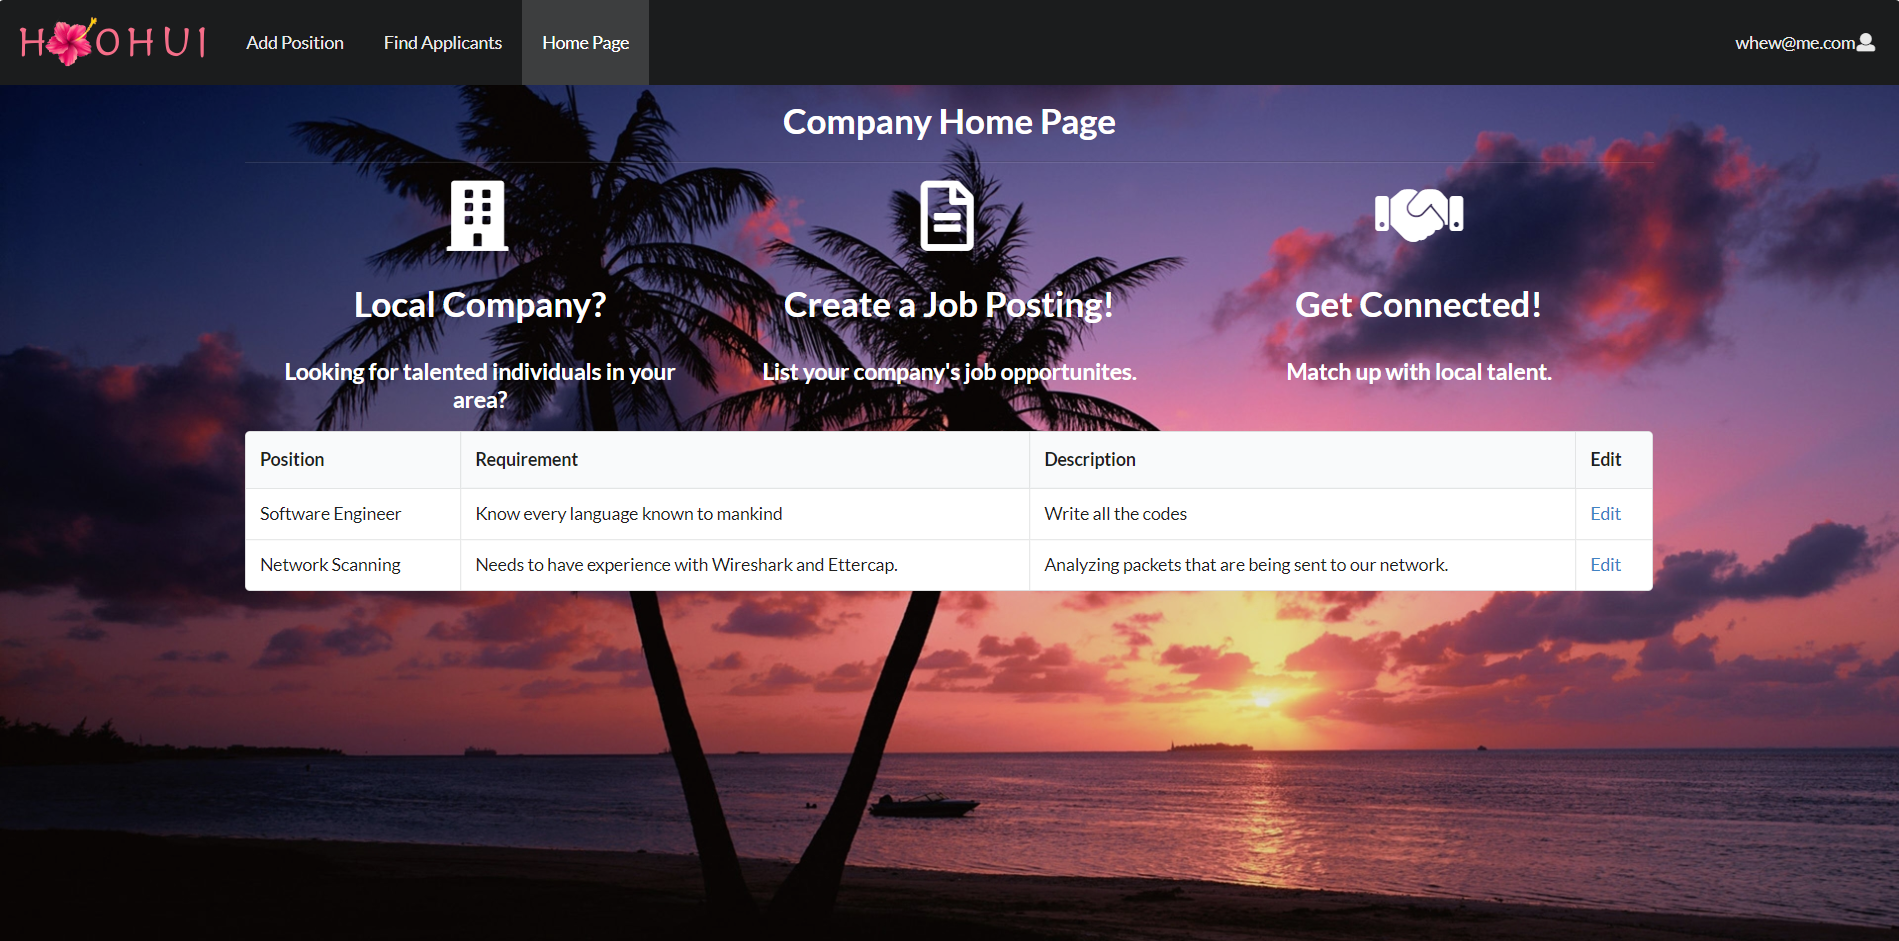 HOOHUI
Add Position
Find Applicants
Home Page
whew@me.com
Company Home Page
Local Company?
Create a Job Posting!
Get Connected!
Looking for talented individuals in your
area?
List your company's job opportunites.
Match up with local talent.
Position Requirement Description Edit
Software Engineer Know every language known to mankind Write all the codes Edit
Network Scanning Needs to have experience with Wireshark and Ettercap. Analyzing packets that are being sent to our network. Edit